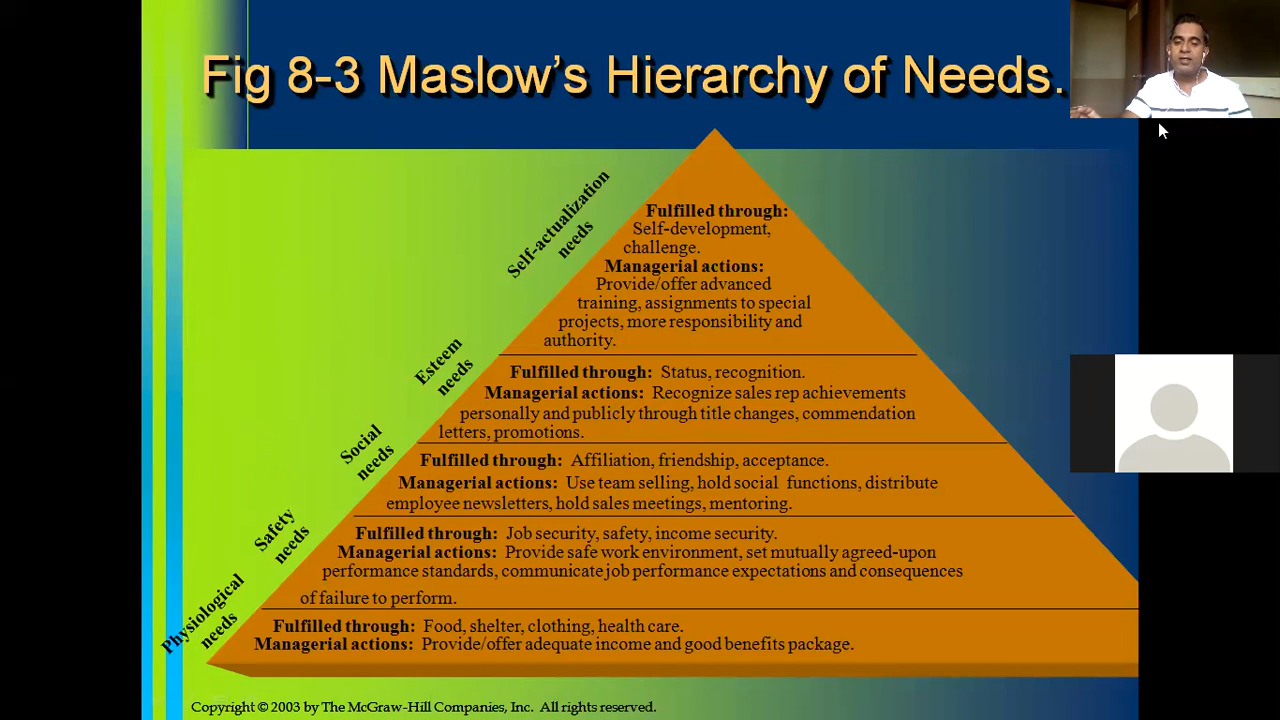 Fig 8-3 Maslow's Hierarchy of Needs.
Self-actualization
needs
Fulfilled through:
Self-development,
challenge.
Managerial actions:
Provide/offer advanced
training, assignments to special
projects, more responsibility and
authority.
Esteem
needs
Fulfilled through: Status, recognition.
Managerial actions: Recognize sales rep achievements
personally and publicly through title changes, commendation
letters, promotions.
Social
needs
Fulfilled through: Affiliation, friendship, acceptance.
Managerial actions: Use team selling, hold social functions, distribute
employee newsletters, hold sales meetings, mentoring.
Safety
needs
Fulfilled through: Job security, safety, income security.
Managerial actions: Provide safe work environment, set mutually agreed-upon
performance standards, communicate job performance expectations and consequences
of failure to perform.
Physiological
needs
Fulfilled through: Food, shelter, clothing, health care.
Managerial actions: Provide/offer adequate income and good benefits package.
Copyright © 2003 by The McGraw-Hill Companies, Inc. All rights reserved.